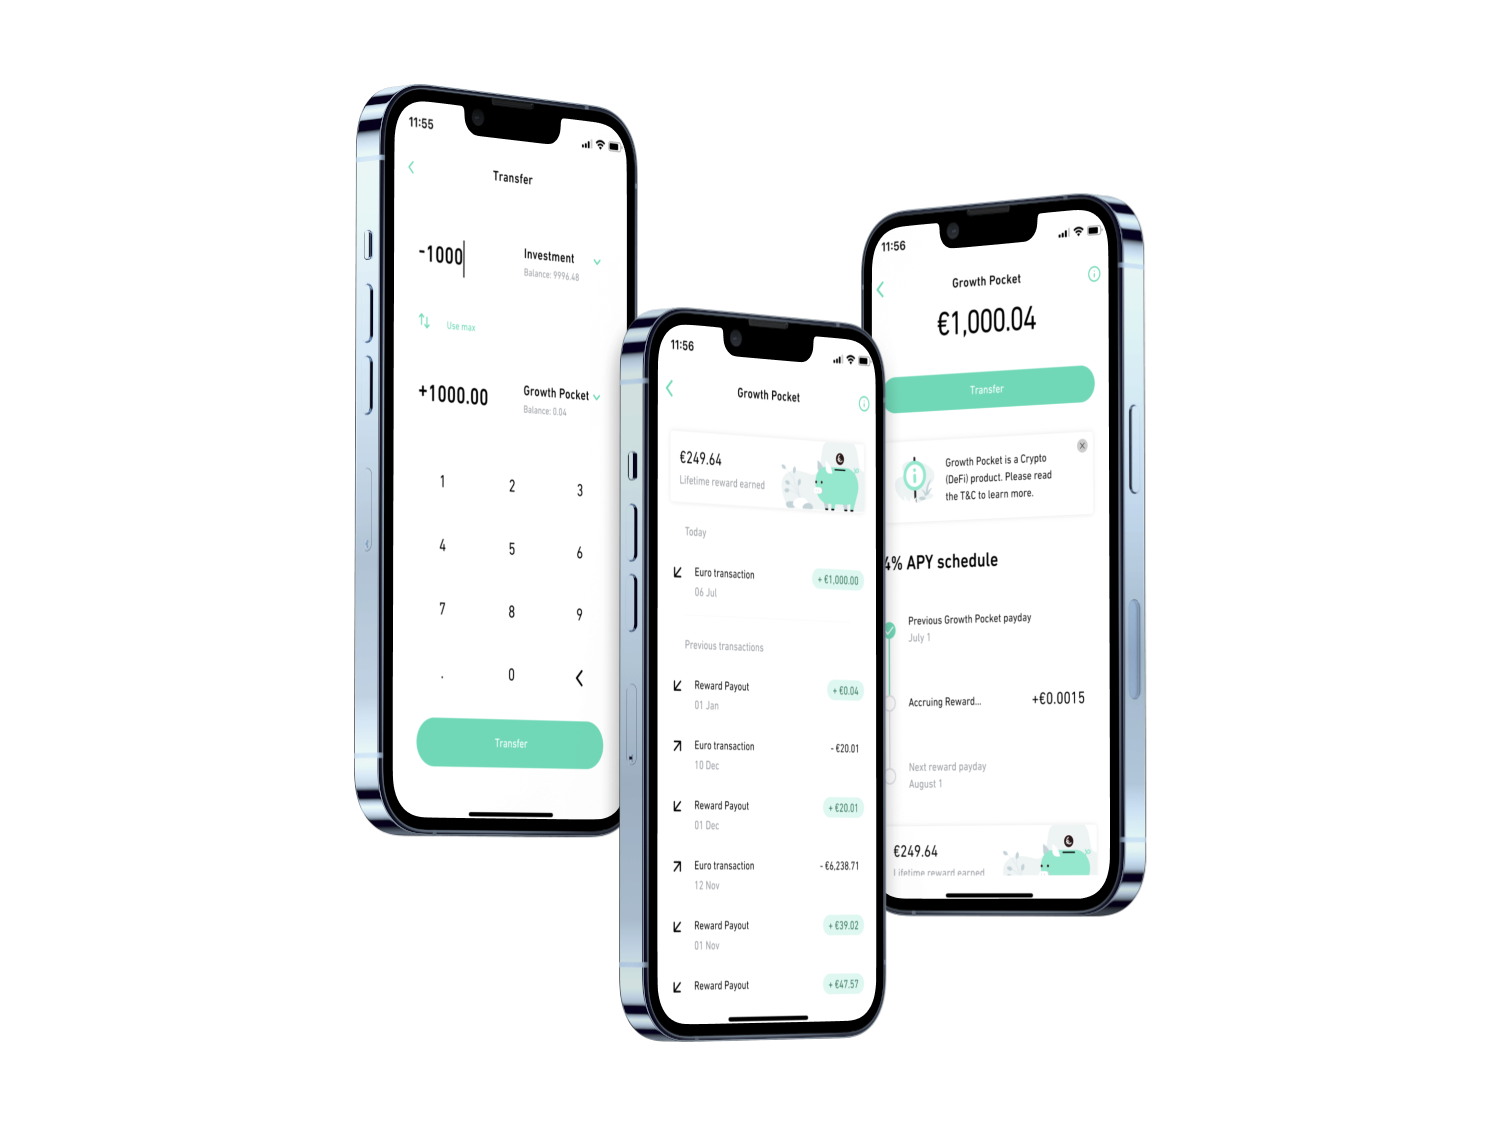 11:55
Transfer
-1000
Investment
Balance: 9996.48
Use max
+1000.00
Growth Pocket
Balance: 0.04
1
2
3
4
5
6
7
8
9
.
0
Transfer
11:56
Growth Pocket
€249.64
Lifetime reward earned
Today
Euro transaction
+ €1,000.00
06 Jul
Previous transactions
Reward Payout
+ €0.04
01 Jan
Euro transaction
- €20.01
10 Dec
Reward Payout
+ €20.01
01 Dec
Euro transaction
- €6,238.71
12 Nov
Reward Payout
+ €39.02
01 Nov
Reward Payout
+ €47.57
11:56
Growth Pocket
€1,000.04
Transfer
Growth Pocket is a Crypto
(DeFi) product. Please read
the T&C to learn more.
4% APY schedule
Previous Growth Pocket payday
July 1
Accruing Reward...
+€0.0015
Next reward payday
August 1
€249.64
Lifetime reward earned